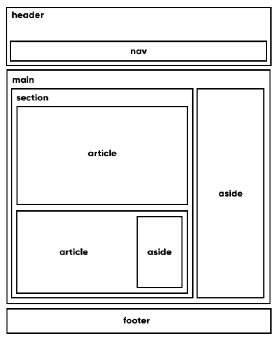 header
nav
main
section
article
aside
article
aside
footer